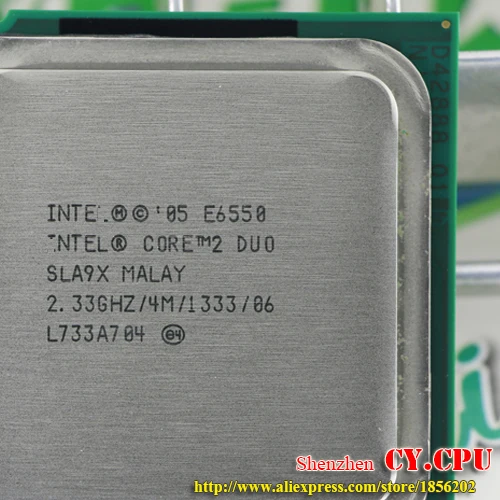 INTEL®©'05 E6550
INTEL® CORE™2 DUO
SLA9X MALAY
2.33GHZ/4M/1333/06
L733A704 e4
Shenzhen CY.CPU
http://www.aliexpress.com/store/1856202